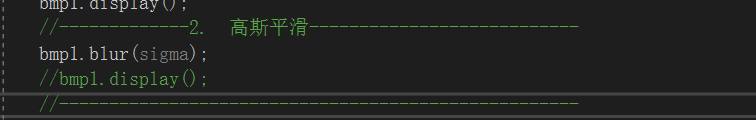 bmp1.display();
//-------------2.  高斯平滑---------------------------
bmp1.blur(sigma);
//bmp1.display();
//----------------------------------------------------